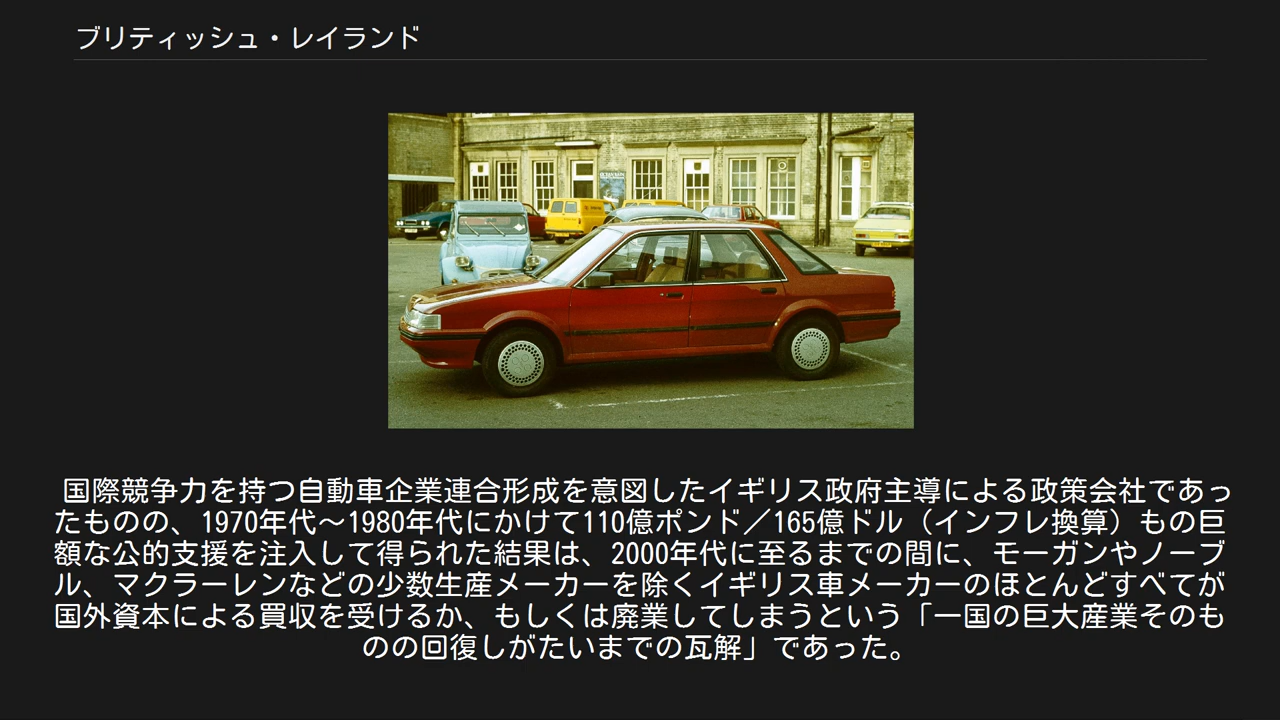 ブリティッシュ・レイランド
国際競争力を持つ自動車企業連合形成を意図したイギリス政府主導による政策会社であっ
たものの、1970年代～1980年代にかけて110億ポンド／165億ドル（インフレ換算）もの巨
額な公的支援を注入して得られた結果は、2000年代に至るまでの間に、モーガンやノーブ
ル、マクラーレンなどの少数生産メーカーを除くイギリス車メーカーのほとんどすべてが
国外資本による買収を受けるか、もしくは廃業してしまうという「一国の巨大産業そのも
のの回復しがたいまでの瓦解」であった。